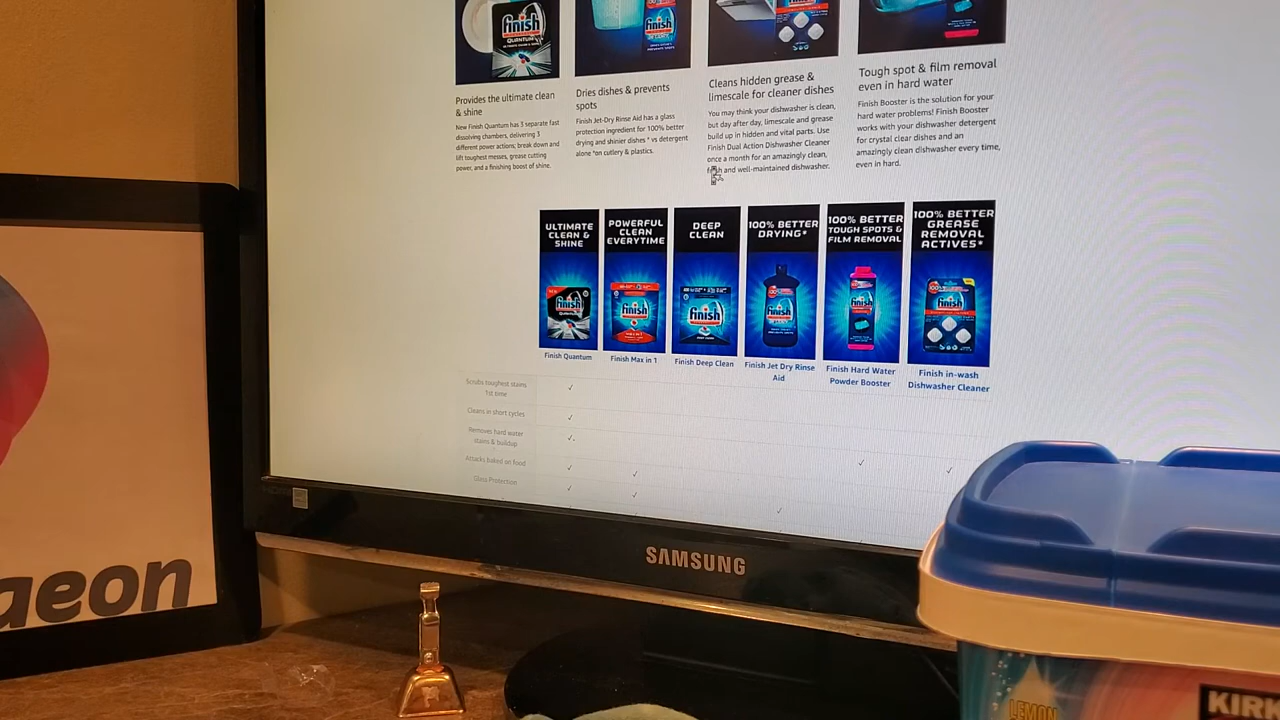 finish
QUANTUM
finish
finish
Provides the ultimate clean
& shine
New Finish Quantum has 3 separate fast
dissolving chambers, delivering 3
different power actions; break down and
lift toughest messes, grease cutting
power, and a finishing boost of shine.
Dries dishes & prevents
spots
Finish Jet-Dry Rinse Aid has a glass
protection ingredient for 100% better
drying and shinier dishes * vs detergent
alone *on cutlery & plastics.
Cleans hidden grease &
limescale for cleaner dishes
You may think your dishwasher is clean,
but day after day, limescale and grease
build up in hidden and vital parts. Use
Finish Dual Action Dishwasher Cleaner
once a month for an amazingly clean,
fresh and well-maintained dishwasher.
Tough spot & film removal
even in hard water
Finish Booster is the solution for your
hard water problems! Finish Booster
works with your dishwasher detergent
for crystal clear dishes and an
amazingly clean dishwasher every time,
even in hard.
ULTIMATE
CLEAN &
SHINE
finish
Finish Quantum
POWERFUL
CLEAN
EVERYTIME
finish
Finish Max in 1
DEEP
CLEAN
finish
Finish Deep Clean
100% BETTER
DRYING*
finish
Finish Jet Dry Rinse
Aid
100% BETTER
TOUGH SPOTS &
FILM REMOVAL
finish
Finish Hard Water
Powder Booster
100% BETTER
GREASE
REMOVAL
ACTIVES*
finish
Finish in-wash
Dishwasher Cleaner
Scrubs toughest stains
1st time
Cleans in short cycles
Removes hard water
stains & buildup
Attacks baked on food
Glass Protection
SAMSUNG
aeon
LEMON
KIRK